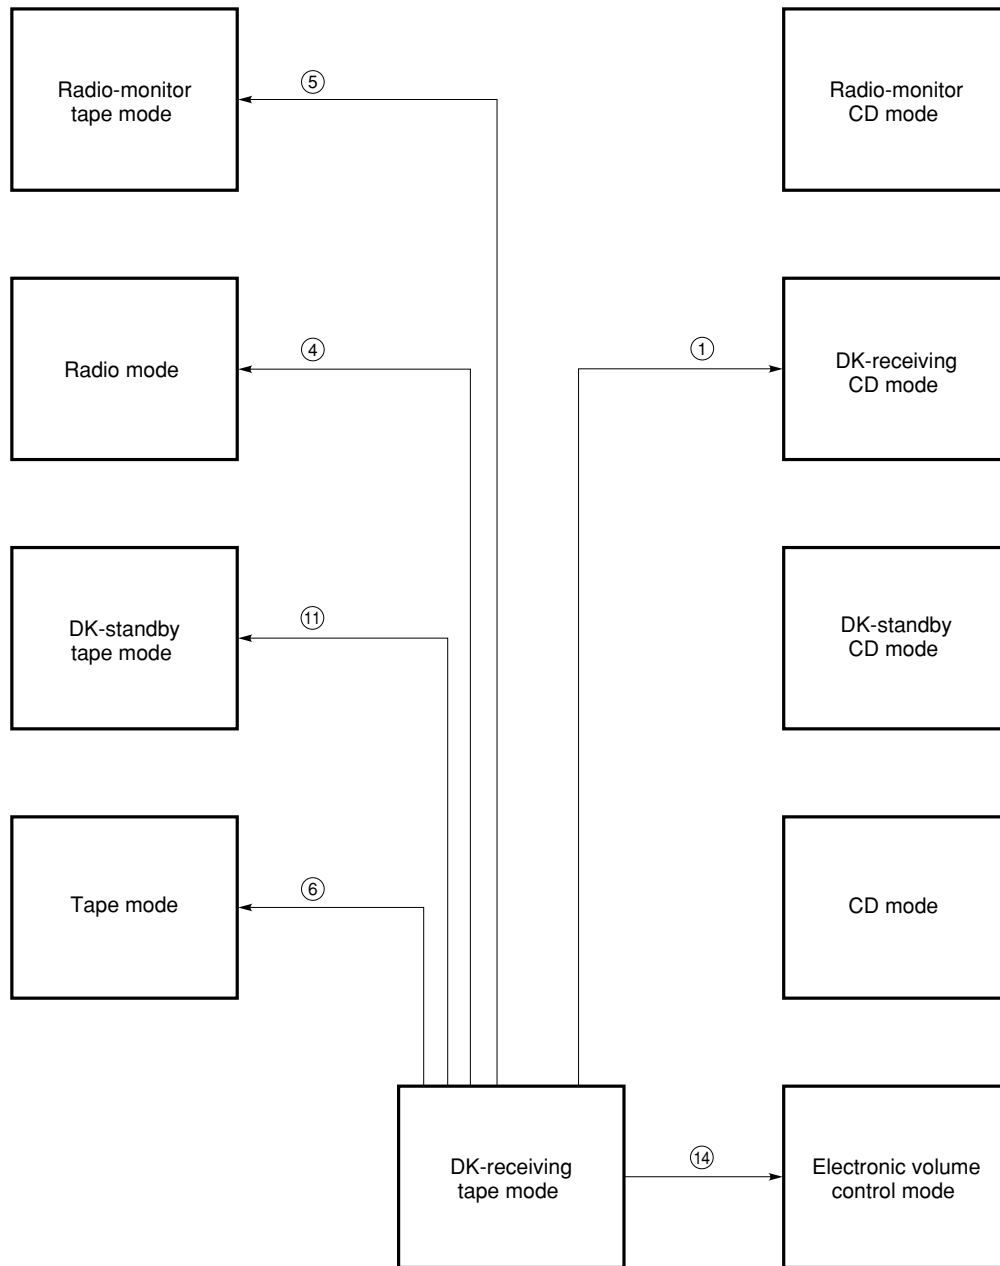 Radio-monitor
tape mode
⑤
Radio-monitor
CD mode
Radio mode
④
①
DK-receiving
CD mode
DK-standby
tape mode
⑪
DK-standby
CD mode
Tape mode
⑥
CD mode
DK-receiving
tape mode
⑭
Electronic volume
control mode